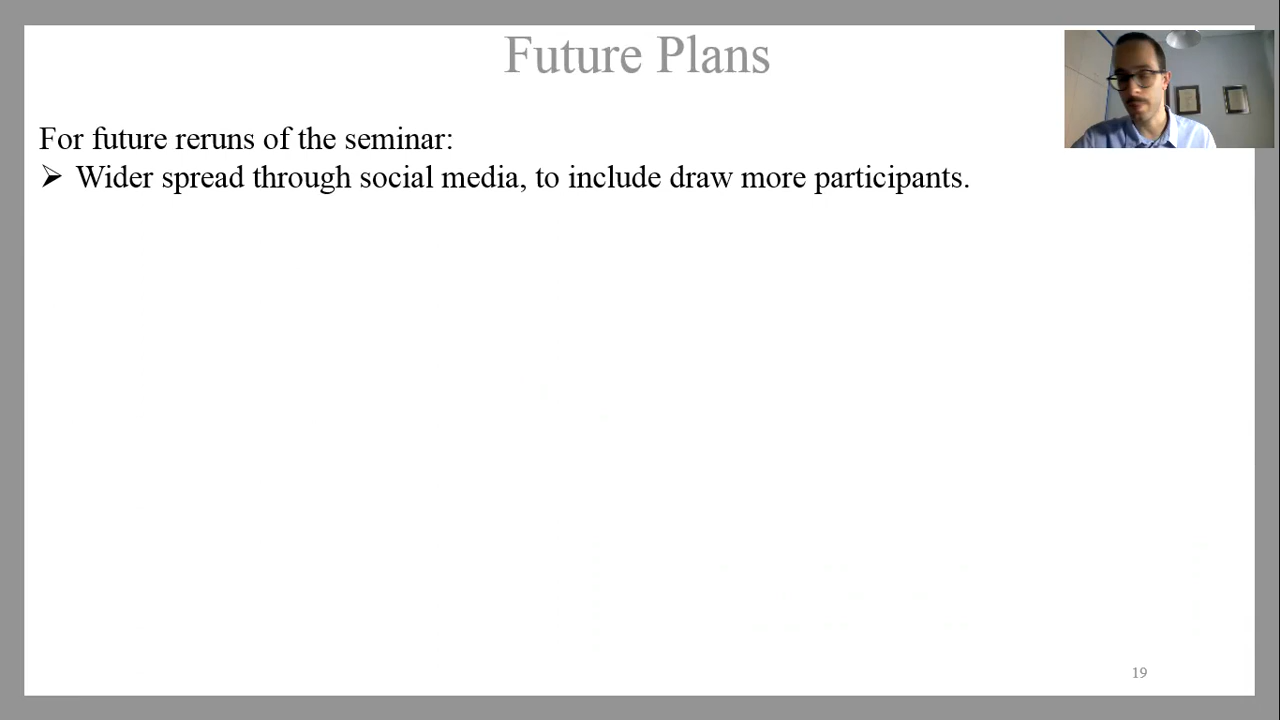 Future Plans
For future reruns of the seminar:
➢ Wider spread through social media, to include draw more participants.
19